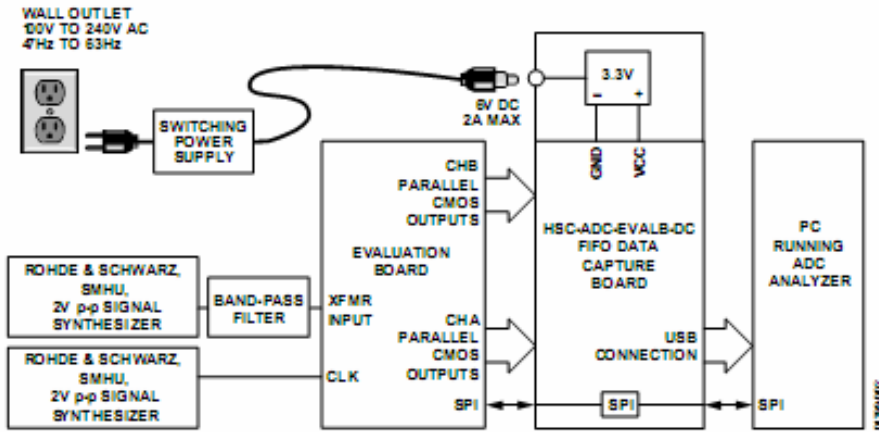 WALL OUTLET
100V TO 240V AC
47Hz TO 63Hz
SWITCHING
POWER
SUPPLY
6V DC
2A MAX
3.3V
– +
GND
VCC
CHB
PARALLEL
CMOS
OUTPUTS
EVALUATION
BOARD
HSC-ADC-EVALB-DC
FIFO DATA
CAPTURE
BOARD
PC
RUNNING
ADC
ANALYZER
ROHDE & SCHWARZ,
SMHU,
2V p-p SIGNAL
SYNTHESIZER
BAND-PASS
FILTER
XFMR
INPUT
CHA
PARALLEL
CMOS
OUTPUTS
USB
CONNECTION
ROHDE & SCHWARZ,
SMHU,
2V p-p SIGNAL
SYNTHESIZER
CLK
SPI
SPI
SPI